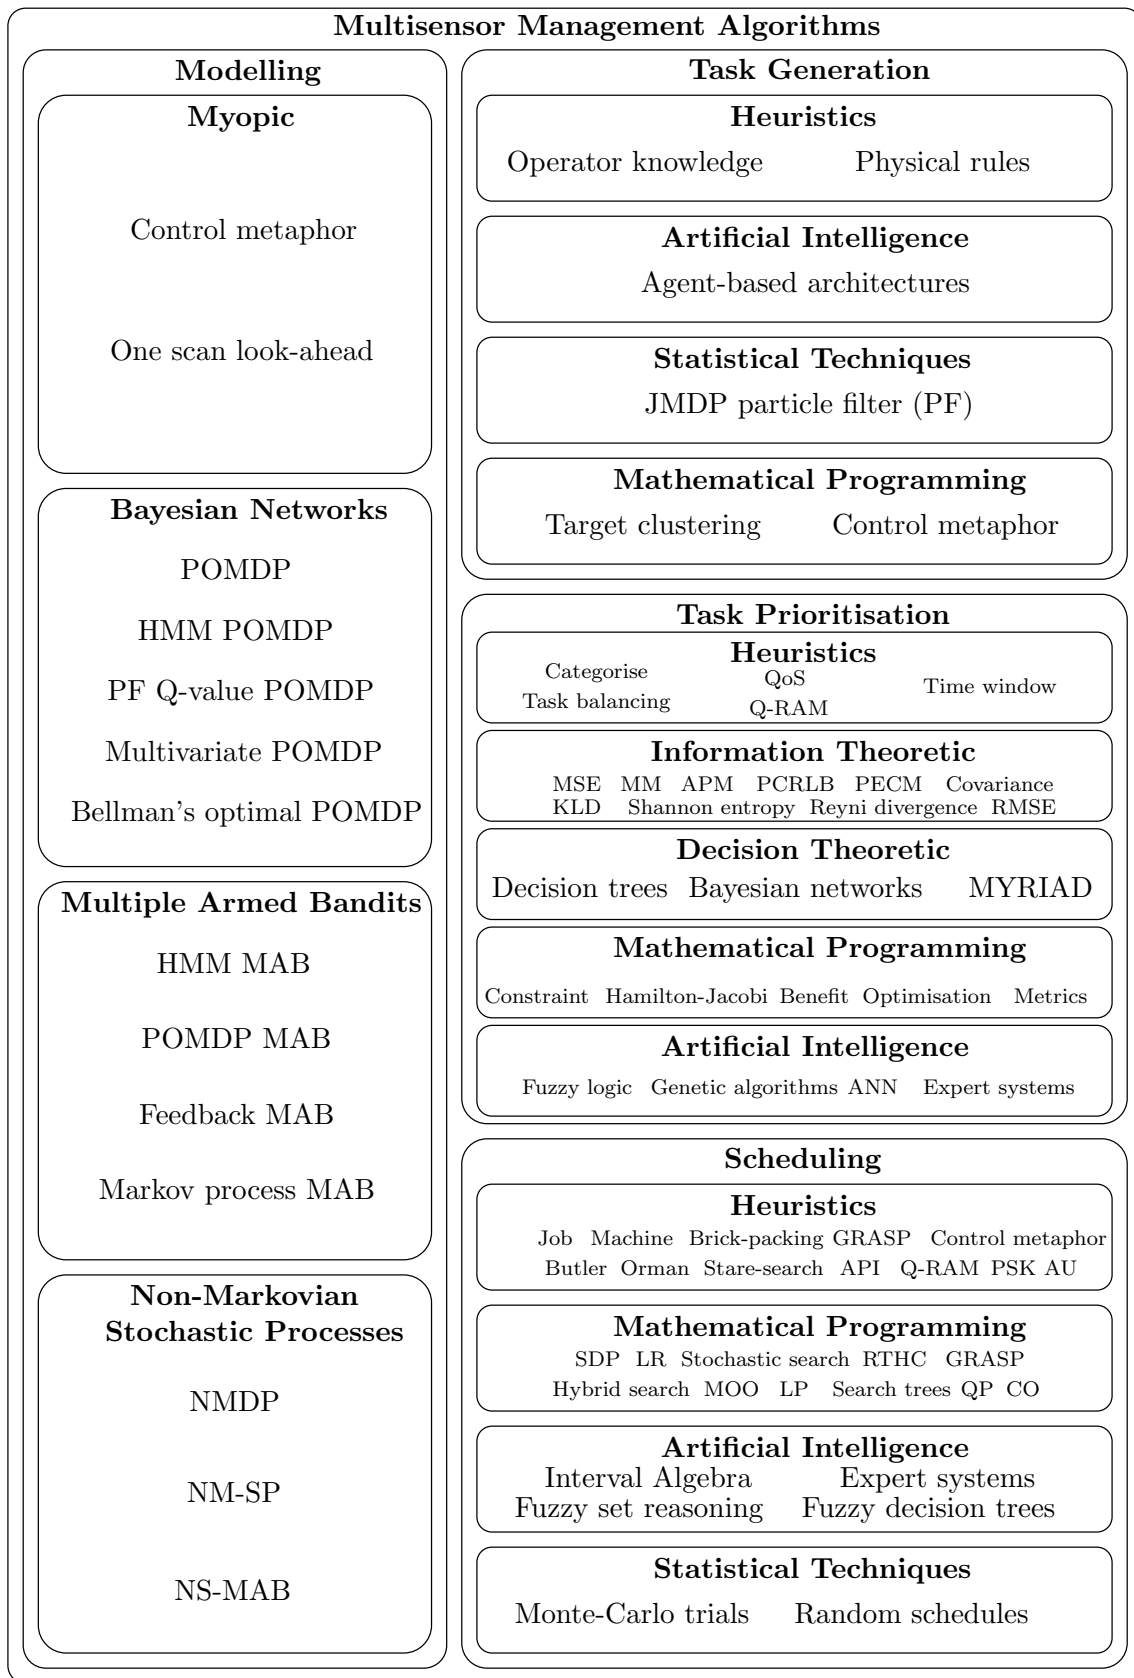 Multisensor Management Algorithms
Modelling
Myopic
Control metaphor
One scan look-ahead
Bayesian Networks
POMDP
HMM POMDP
PF Q-value POMDP
Multivariate POMDP
Bellman's optimal POMDP
Multiple Armed Bandits
HMM MAB
POMDP MAB
Feedback MAB
Markov process MAB
Non-Markovian
Stochastic Processes
NMDP
NM-SP
NS-MAB
Task Generation
Heuristics
Operator knowledge Physical rules
Artificial Intelligence
Agent-based architectures
Statistical Techniques
JMDP particle filter (PF)
Mathematical Programming
Target clustering Control metaphor
Task Prioritisation
Heuristics
Categorise QoS Time window
Task balancing Q-RAM
Information Theoretic
MSE MM APM PCRLB PECM Covariance
KLD Shannon entropy Reyni divergence RMSE
Decision Theoretic
Decision trees Bayesian networks MYRIAD
Mathematical Programming
Constraint Hamilton-Jacobi Benefit Optimisation Metrics
Artificial Intelligence
Fuzzy logic Genetic algorithms ANN Expert systems
Scheduling
Heuristics
Job Machine Brick-packing GRASP Control metaphor
Butler Orman Stare-search API Q-RAM PSK AU
Mathematical Programming
SDP LR Stochastic search RTHC GRASP
Hybrid search MOO LP Search trees QP CO
Artificial Intelligence
Interval Algebra Expert systems
Fuzzy set reasoning Fuzzy decision trees
Statistical Techniques
Monte-Carlo trials Random schedules